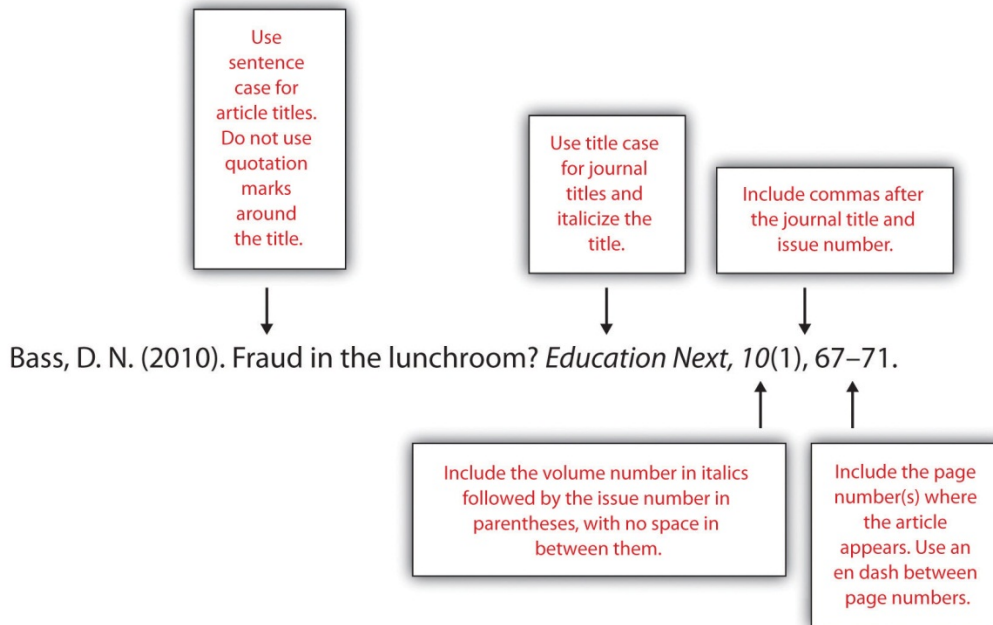 Use
sentence
case for
article titles.
Do not use
quotation
marks
around
the title.
Use title case
for journal
titles and
italicize the
title.
Include commas after
the journal title and
issue number.
Bass, D. N. (2010). Fraud in the lunchroom? Education Next, 10(1), 67–71.
Include the volume number in italics
followed by the issue number in
parentheses, with no space in
between them.
Include the page
number(s) where
the article
appears. Use an
en dash between
page numbers.